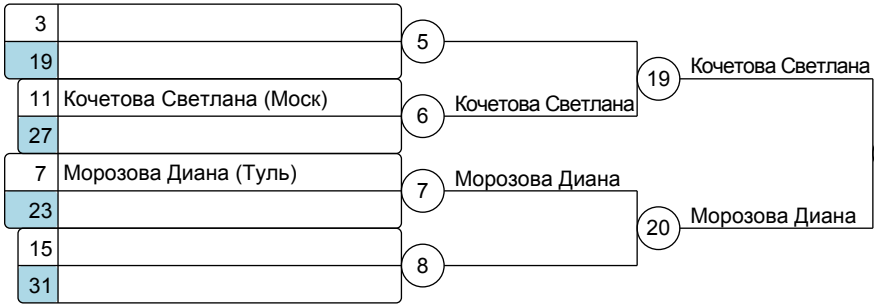 3
5
19
19 Кочетова Светлана
11 Кочетова Светлана (Моск)
6 Кочетова Светлана
27
7 Морозова Диана (Туль)
7 Морозова Диана
23
20 Морозова Диана
15
8
31